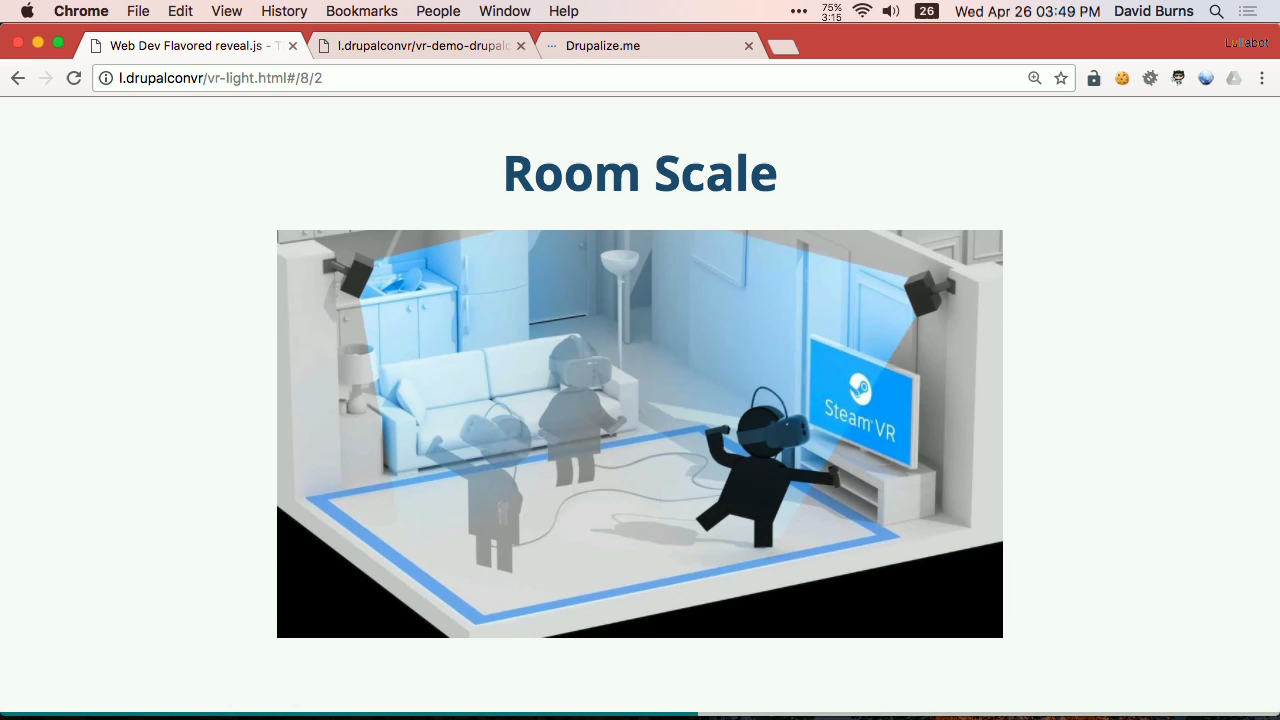 Chrome File Edit View History Bookmarks People Window Help ••• 75% 3:15 26 Wed Apr 26 03:49 PM David Burns
Web Dev Flavored reveal.js - T l.drupalconvr/vr-demo-drupalc Drupalize.me Lullabot
l.drupalconvr/vr-light.html#/8/2
Room Scale
Steam VR